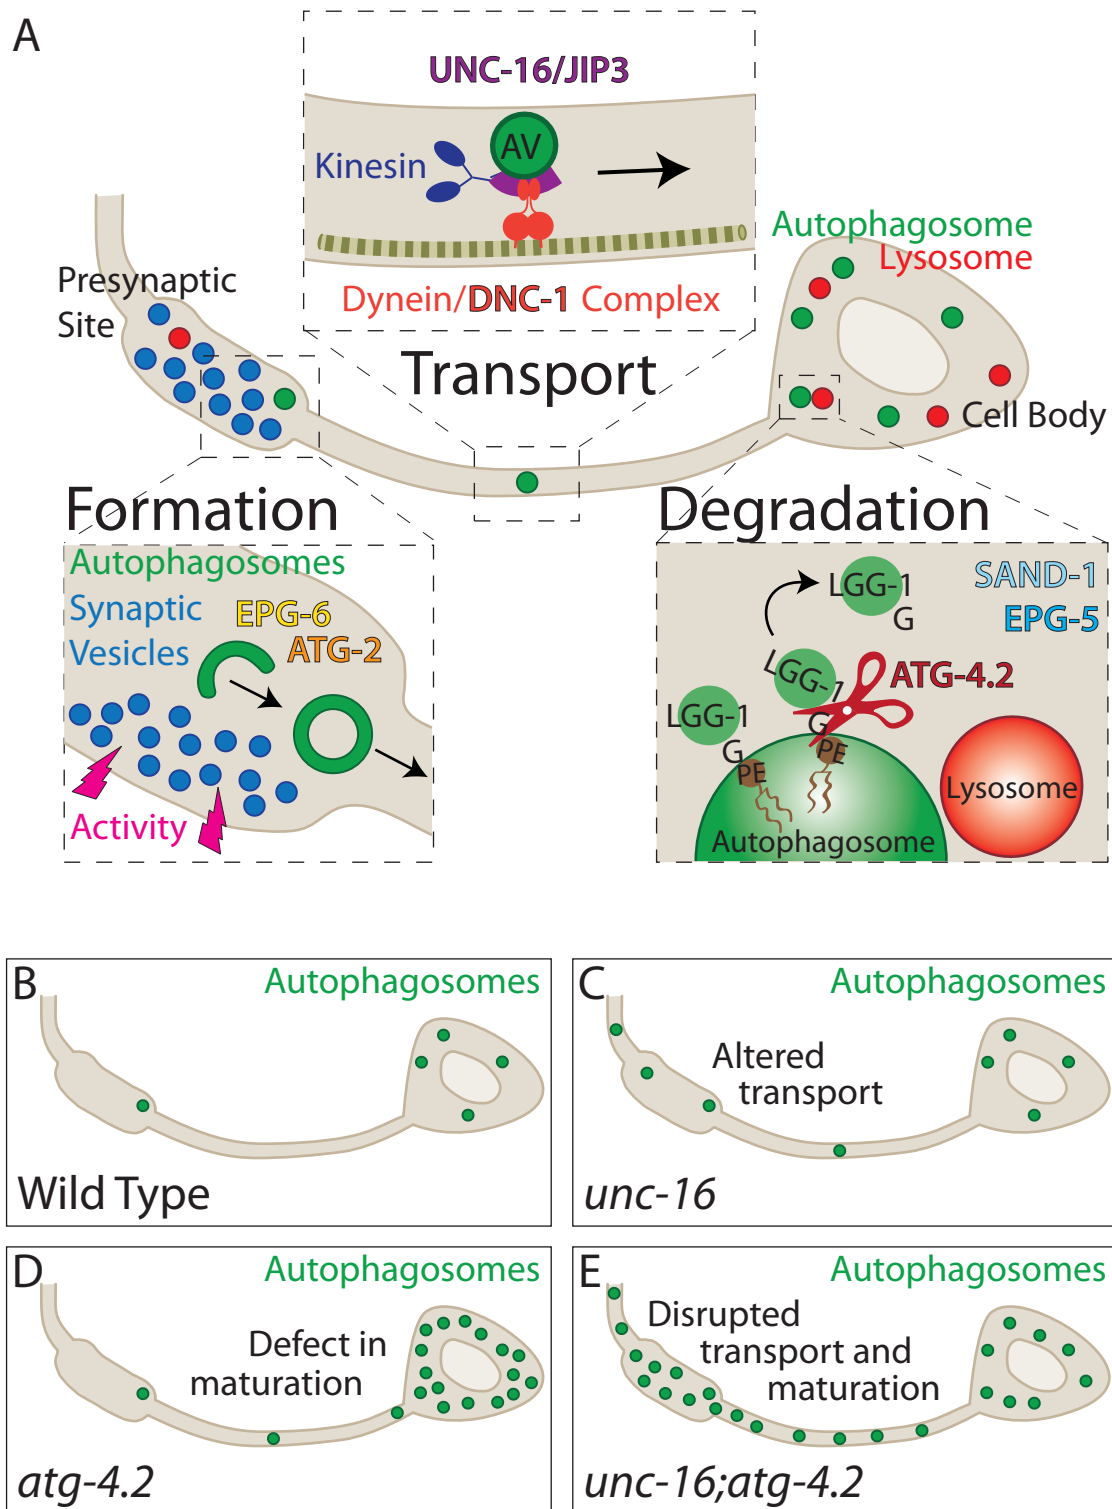 A
UNC-16/JIP3
AV
Kinesin
Dynein/DNC-1 Complex
Transport
Presynaptic
Site
Autophagosome
Lysosome
Cell Body
Formation
Autophagosomes
Synaptic
Vesicles
EPG-6
ATG-2
Activity
Degradation
LGG-1
G
SAND-1
EPG-5
LGG-1
G
PE
ATG-4.2
LGG-1
G
PE
Lysosome
Autophagosome
B
Autophagosomes
Wild Type
C
Autophagosomes
Altered
transport
unc-16
D
Autophagosomes
Defect in
maturation
atg-4.2
E
Autophagosomes
Disrupted
transport and
maturation
unc-16;atg-4.2